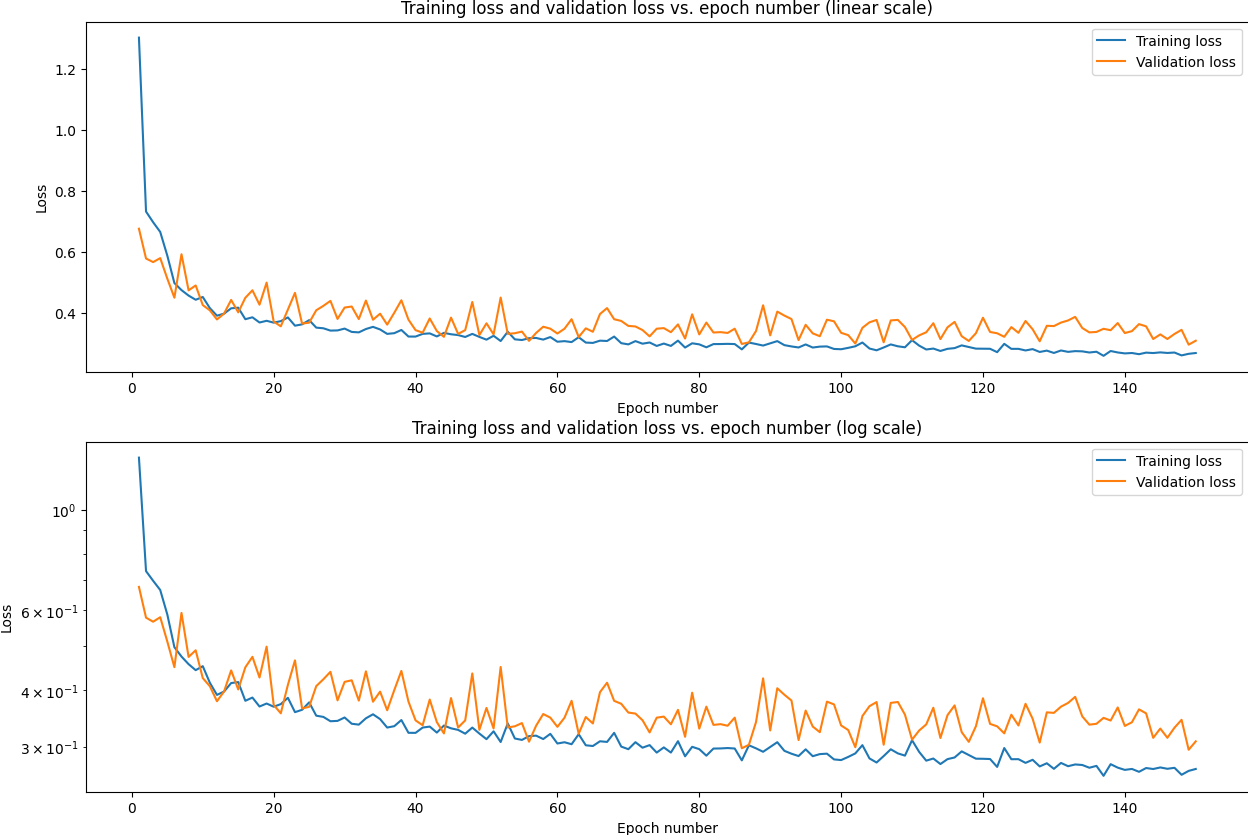 Training loss and validation loss vs. epoch number (linear scale)
Training loss
Validation loss
1.2
1.0
0.8
0.6
0.4
Loss
0 20 40 60 80 100 120 140
Epoch number
Training loss and validation loss vs. epoch number (log scale)
Training loss
Validation loss
10⁰
6 × 10⁻¹
4 × 10⁻¹
3 × 10⁻¹
Loss
0 20 40 60 80 100 120 140
Epoch number